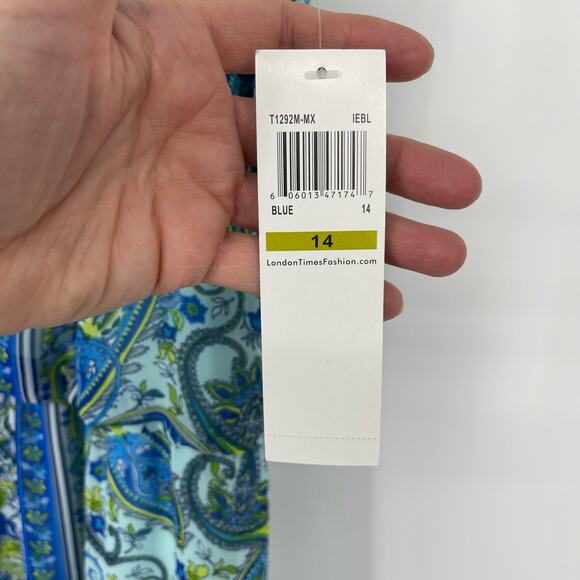 T1292M-MX IEBL
6 06013 47174 7
BLUE 14
14
LondonTimesFashion.com